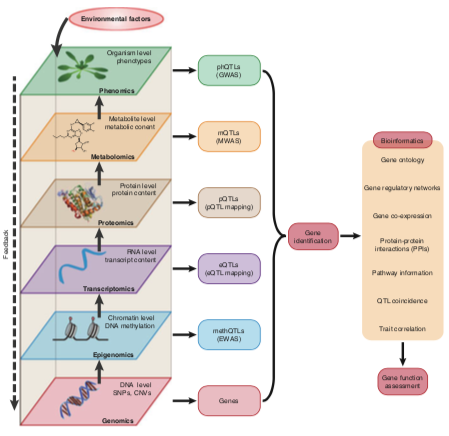 Environmental factors
Organism level
phenotypes
Phenomics
phQTLs
(GWAS)
Metabolite level
metabolic conent
Metabolomics
mQTLs
(MWAS)
Protein level
protein content
Proteomics
pQTLs
(pQTL mapping)
RNA level
transcript content
Transcriptomics
eQTLs
(eQTL mapping)
Chromatin level
DNA methylation
Epigenomics
methQTLs
(EWAS)
DNA level
SNPs, CNVs
Genomics
Genes
Feedback
Gene
identification
Bioinformatics
Gene ontology
Gene regulatory networks
Gene co-expression
Protein-protein
interactions (PPIs)
Pathway information
QTL coincidence
Trait correlation
Gene function
assessment